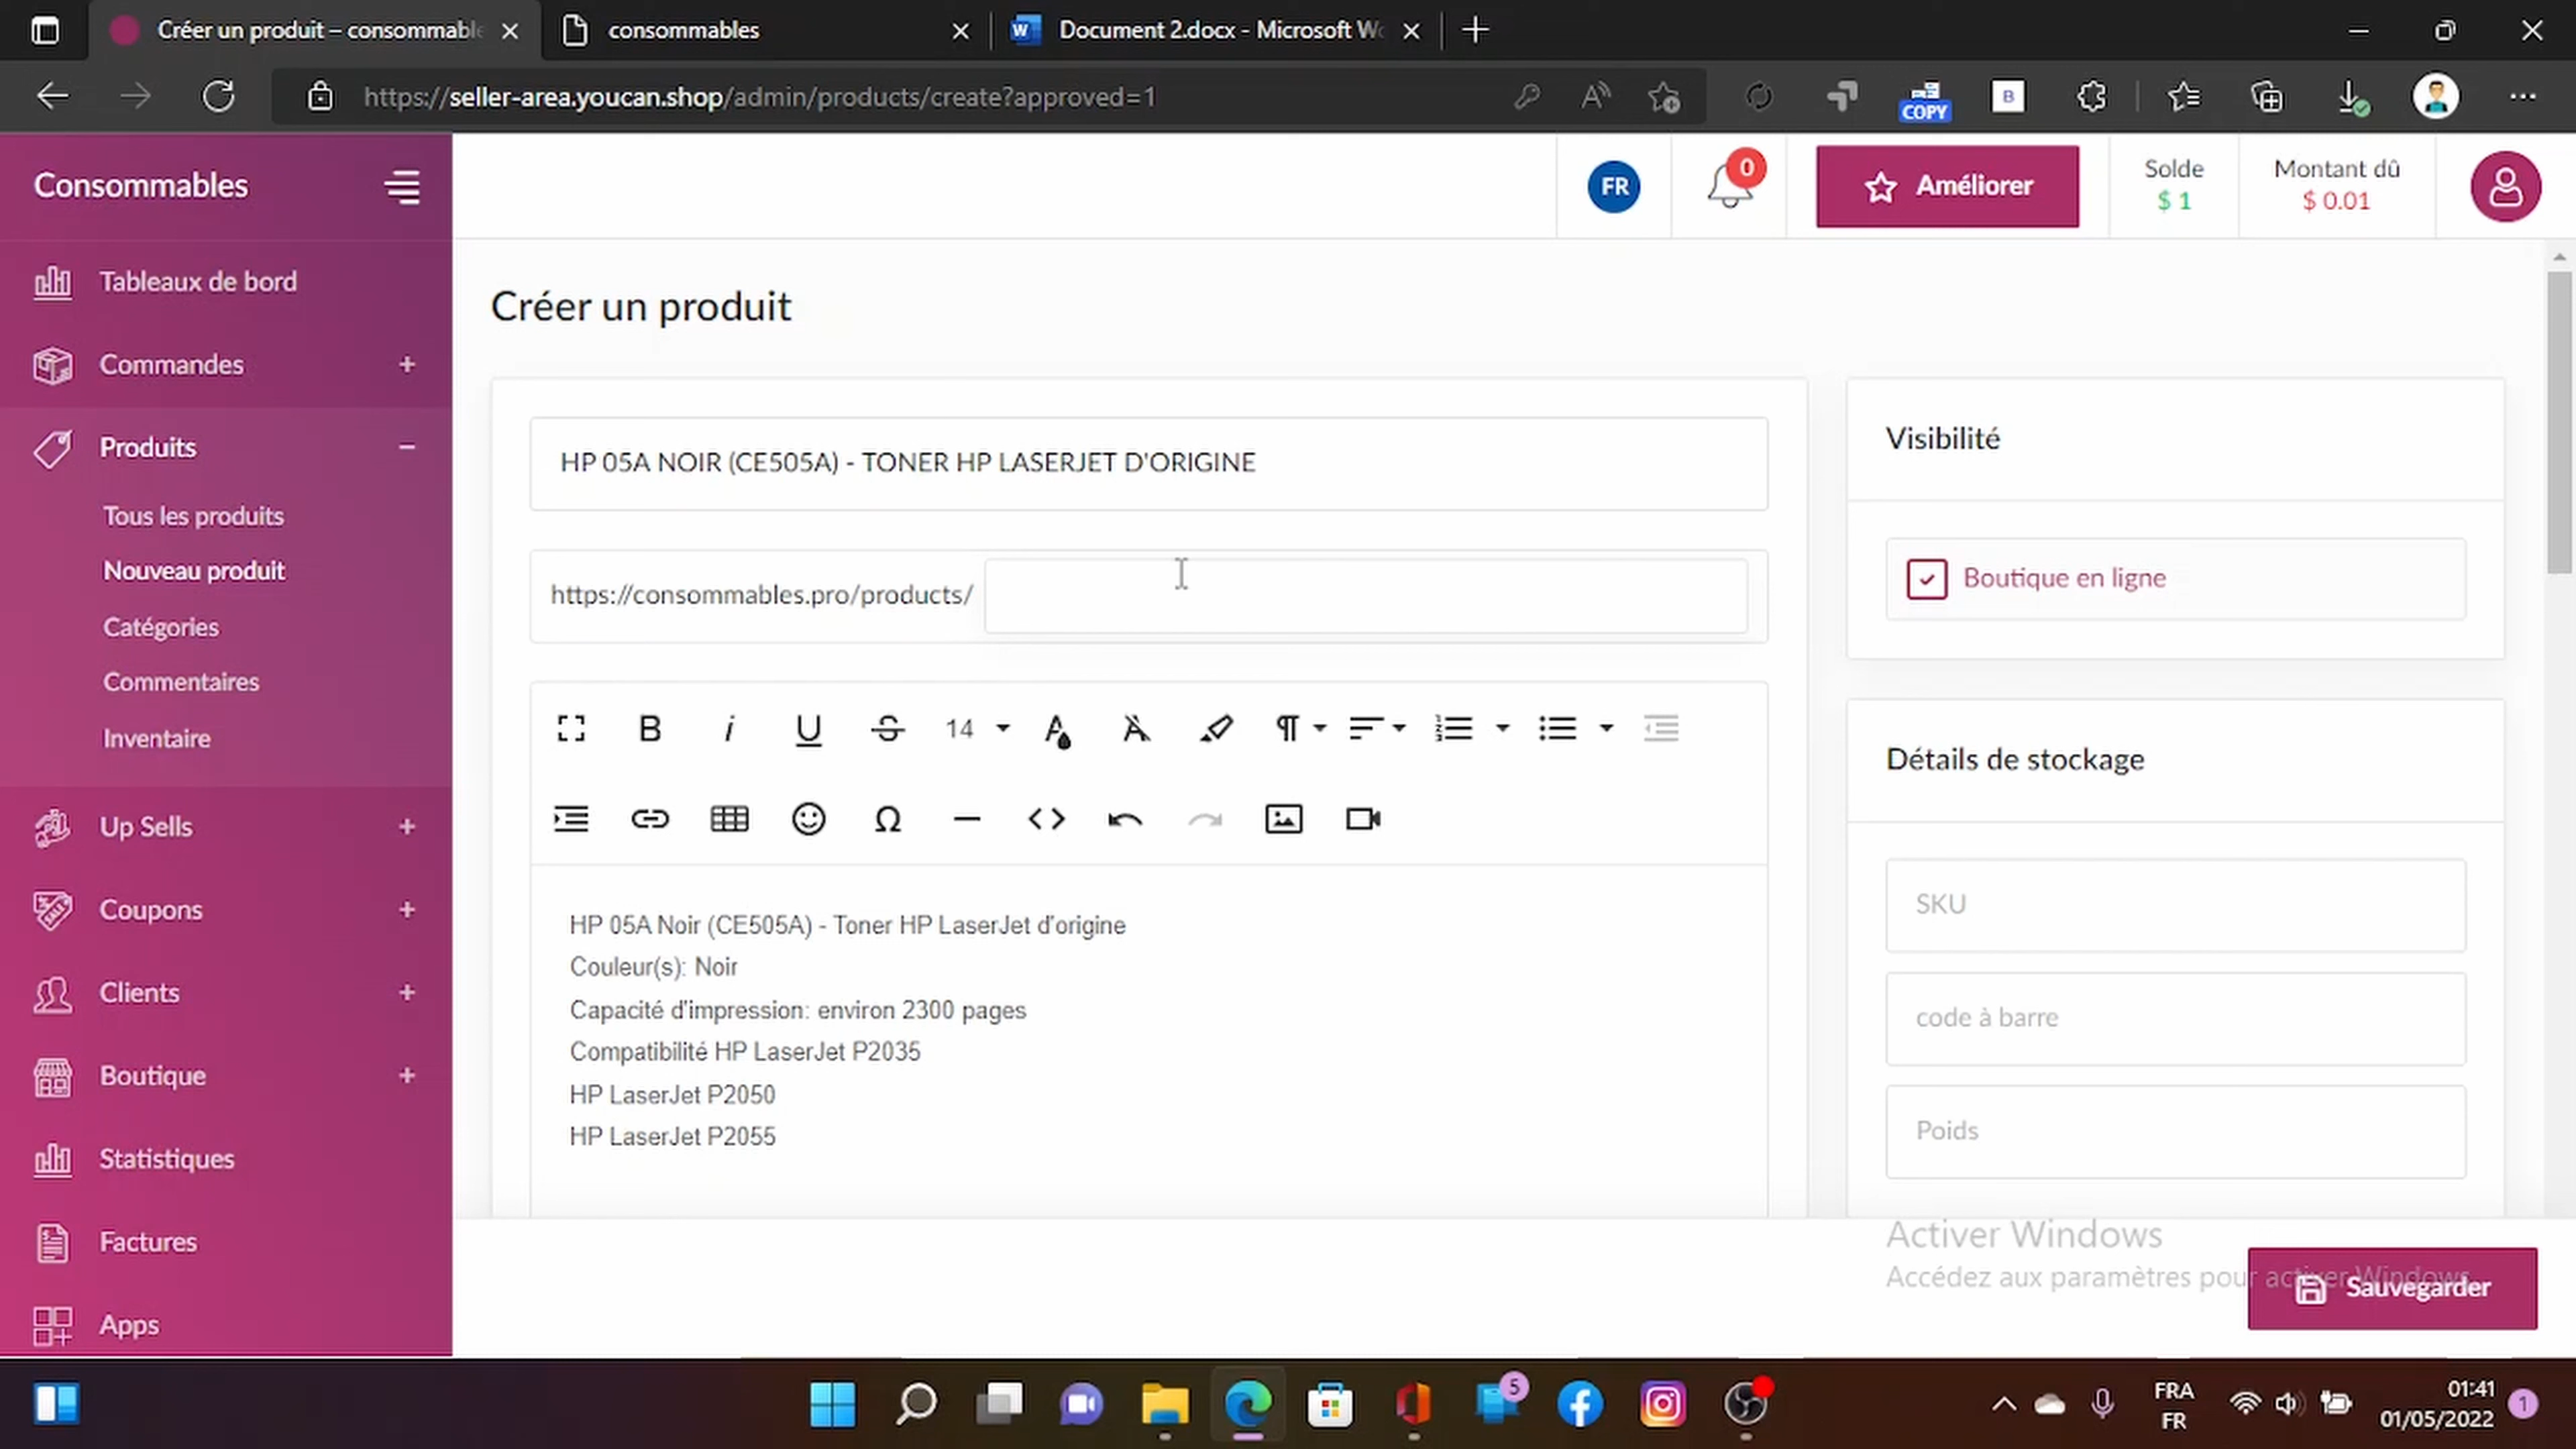 Créer un produit – consommable
consommables
Document 2.docx - Microsoft Wo
https://seller-area.youcan.shop/admin/products/create?approved=1
COPY
B
Consommables
FR
0
Améliorer
Solde
$ 1
Montant dû
$ 0.01
Tableaux de bord
Commandes
Produits
Tous les produits
Nouveau produit
Catégories
Commentaires
Inventaire
Up Sells
Coupons
Clients
Boutique
Statistiques
Factures
Apps
Créer un produit
HP 05A NOIR (CE505A) - TONER HP LASERJET D'ORIGINE
https://consommables.pro/products/
14
HP 05A Noir (CE505A) - Toner HP LaserJet d'origine
Couleur(s): Noir
Capacité d'impression: environ 2300 pages
Compatibilité HP LaserJet P2035
HP LaserJet P2050
HP LaserJet P2055
Visibilité
Boutique en ligne
Détails de stockage
SKU
code à barre
Poids
Activer Windows
Accédez aux paramètres pour activer Windows.
Sauvegarder
5
FRA
FR
01:41
01/05/2022
1